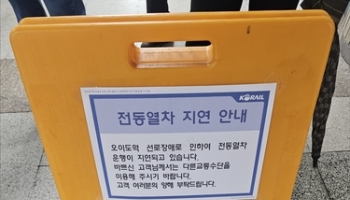 KORAIL
전동열차 지연 안내
오이도역 선로장애로 인하여 전동열차
운행이 지연되고 있습니다.
바쁘신 고객님께서는 다른교통수단을
이용해 주시기 바랍니다.
고객 여러분의 양해 부탁드립니다.